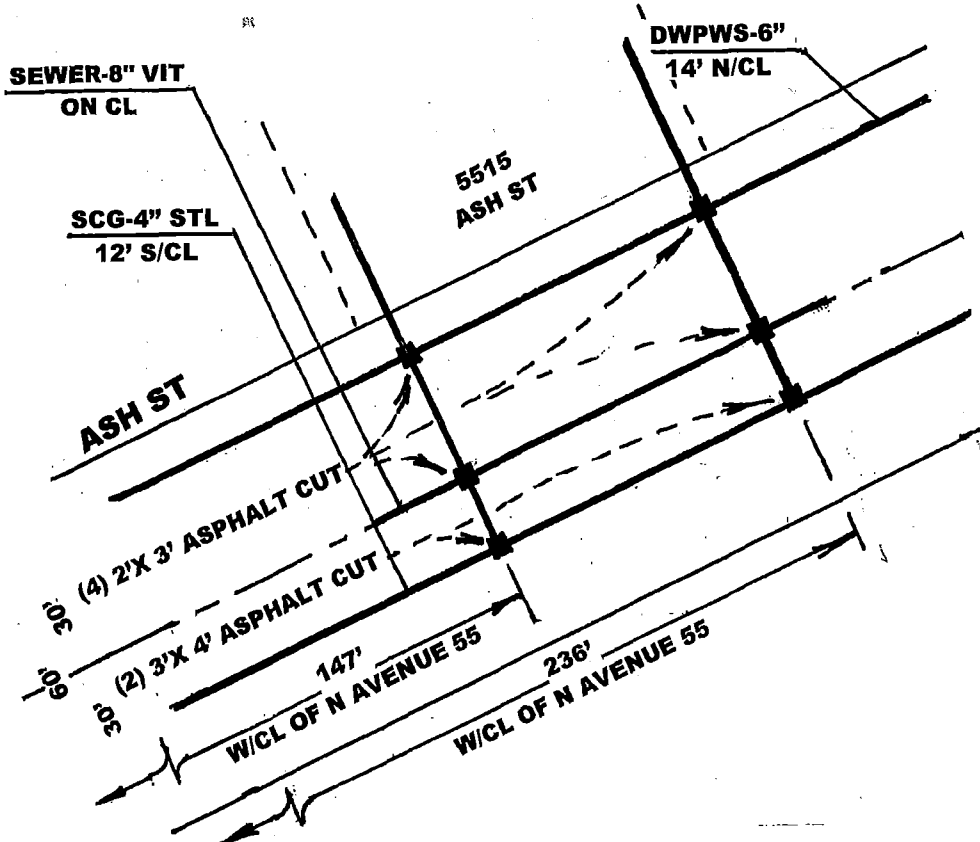 SEWER-8" VIT
ON CL
DWPWS-6"
14' N/CL
5515
ASH ST
SCG-4" STL
12' S/CL
ASH ST
(4) 2'X 3' ASPHALT CUT
30'
60'
(2) 3'X 4' ASPHALT CUT
30'
147'
W/CL OF N AVENUE 55
236'
W/CL OF N AVENUE 55